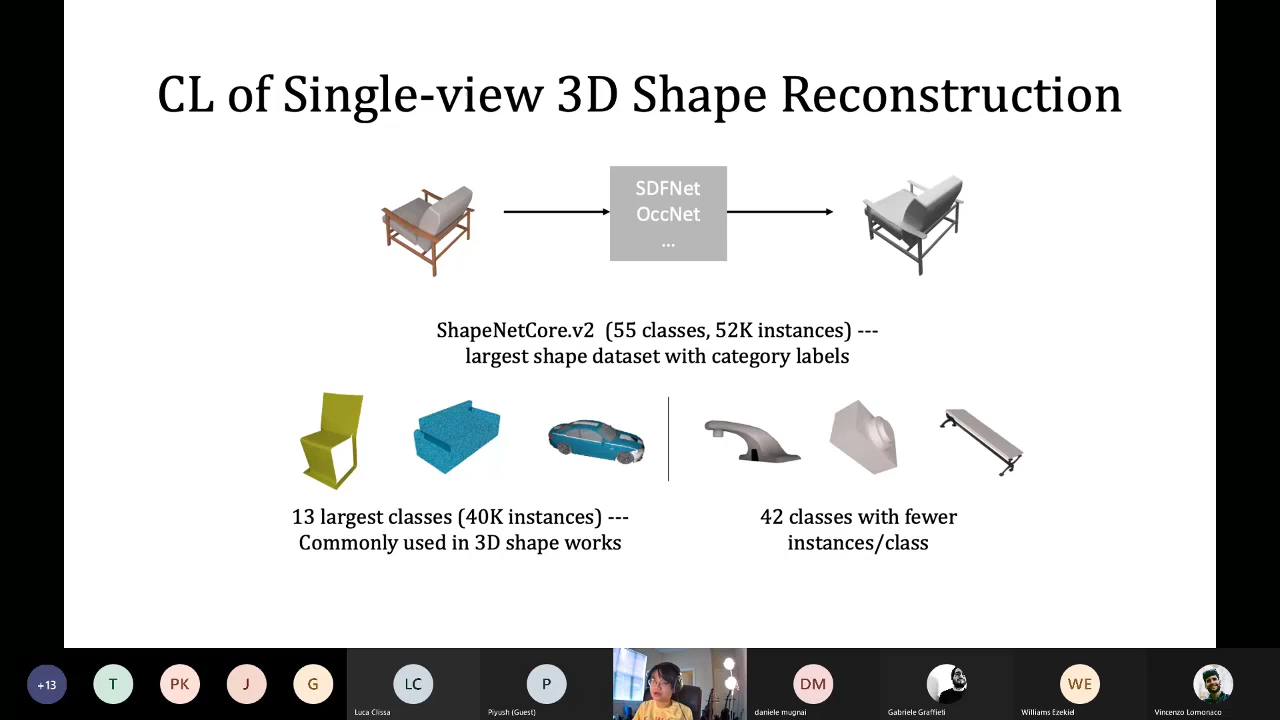 CL of Single-view 3D Shape Reconstruction
SDFNet
OccNet
...
ShapeNetCore.v2 (55 classes, 52K instances) ---
largest shape dataset with category labels
13 largest classes (40K instances) ---
Commonly used in 3D shape works
42 classes with fewer
instances/class
+13
T
PK
J
G
LC
P
DM
WE
Luca Clissa
Piyush (Guest)
daniele mugnai
Gabriele Graffieti
Williams Ezekiel
Vincenzo Lomonaco